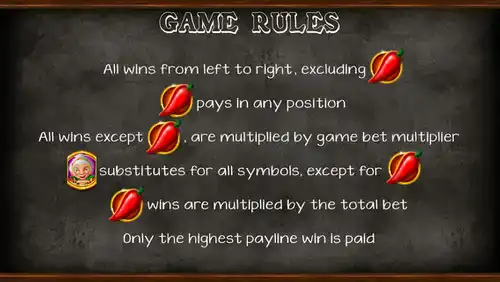 GAME RULES
All wins from left to right, excluding
pays in any position
All wins except , are multiplied by game bet multiplier
substitutes for all symbols, except for
wins are multiplied by the total bet
Only the highest payline win is paid